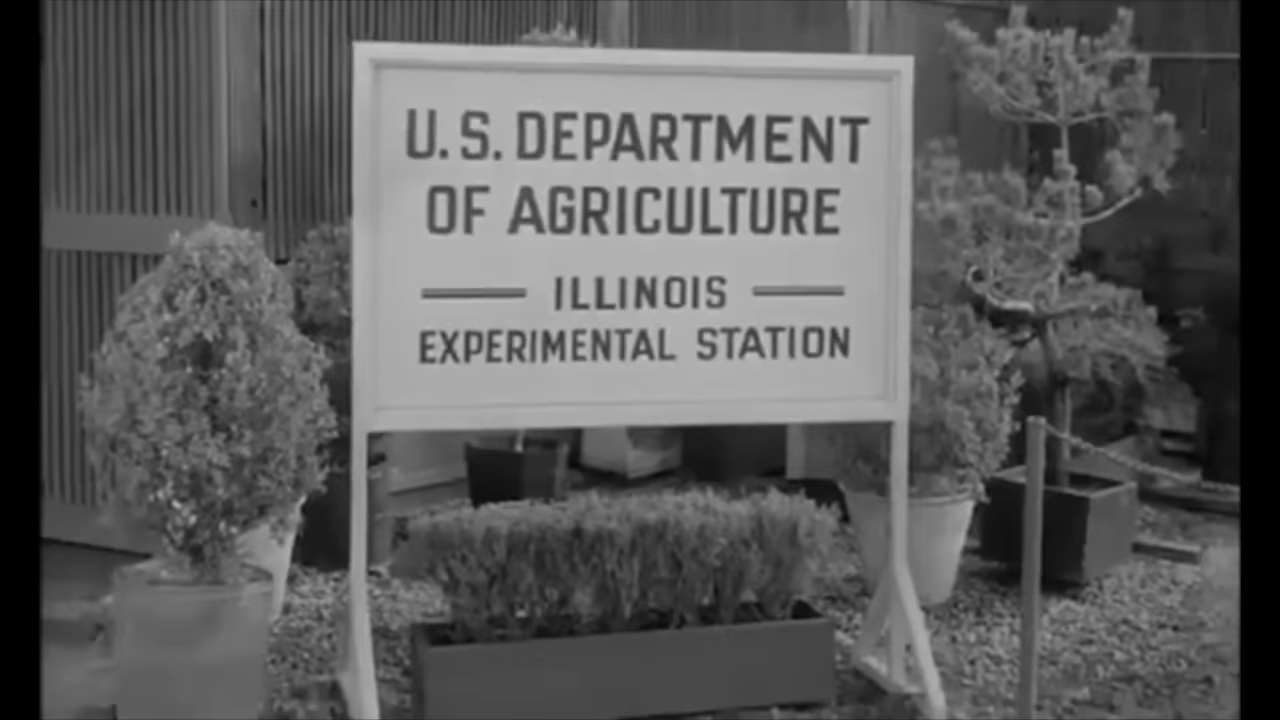 U.S. DEPARTMENT
OF AGRICULTURE
ILLINOIS
EXPERIMENTAL STATION